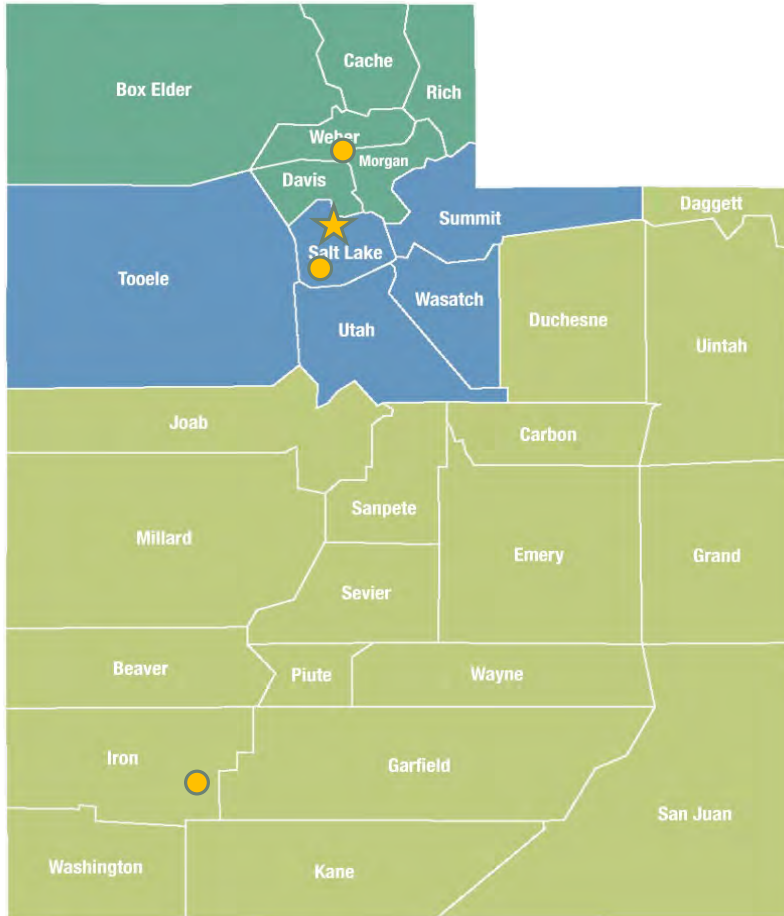 Cache
Box Elder
Rich
Weber
Morgan
Davis
Summit
Daggett
Salt Lake
Tooele
Wasatch
Duchesne
Utah
Uintah
Joab
Carbon
Sanpete
Millard
Emery
Grand
Sevier
Beaver
Piute
Wayne
Iron
Garfield
San Juan
Washington
Kane